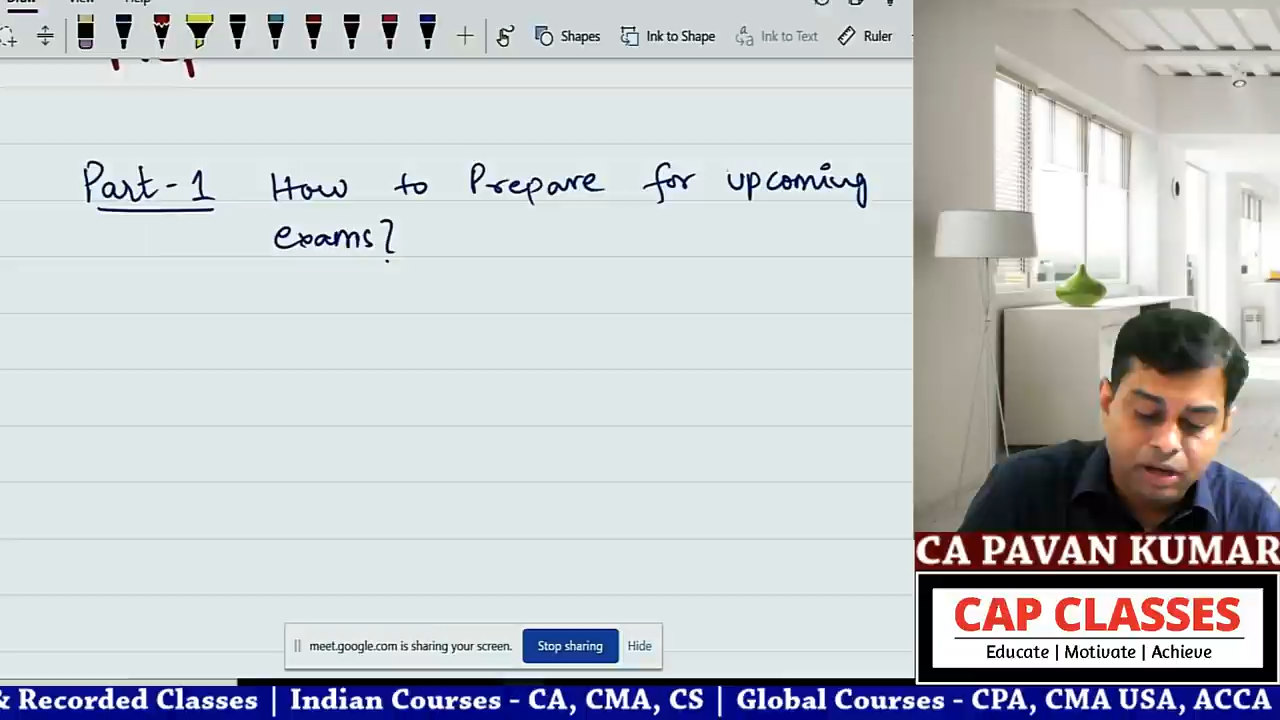 Shapes
Ink to Shape
Ink to Text
Ruler
Part-1 How to Prepare for upcoming
exams?
meet.google.com is sharing your screen.
Stop sharing
Hide
CA PAVAN KUMAR
CAP CLASSES
Educate | Motivate | Achieve
& Recorded Classes | Indian Courses - CA, CMA, CS | Global Courses - CPA, CMA USA, ACCA